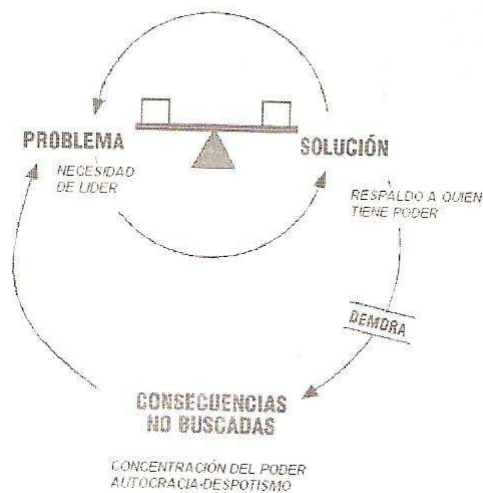 PROBLEMA
NECESIDAD
DE LIDER
SOLUCIÓN
RESPALDO A QUIEN
TIENE PODER
DEMORA
CONSECUENCIAS
NO BUSCADAS
CONCENTRACIÓN DEL PODER
AUTOCRACIA-DESPOTISMO